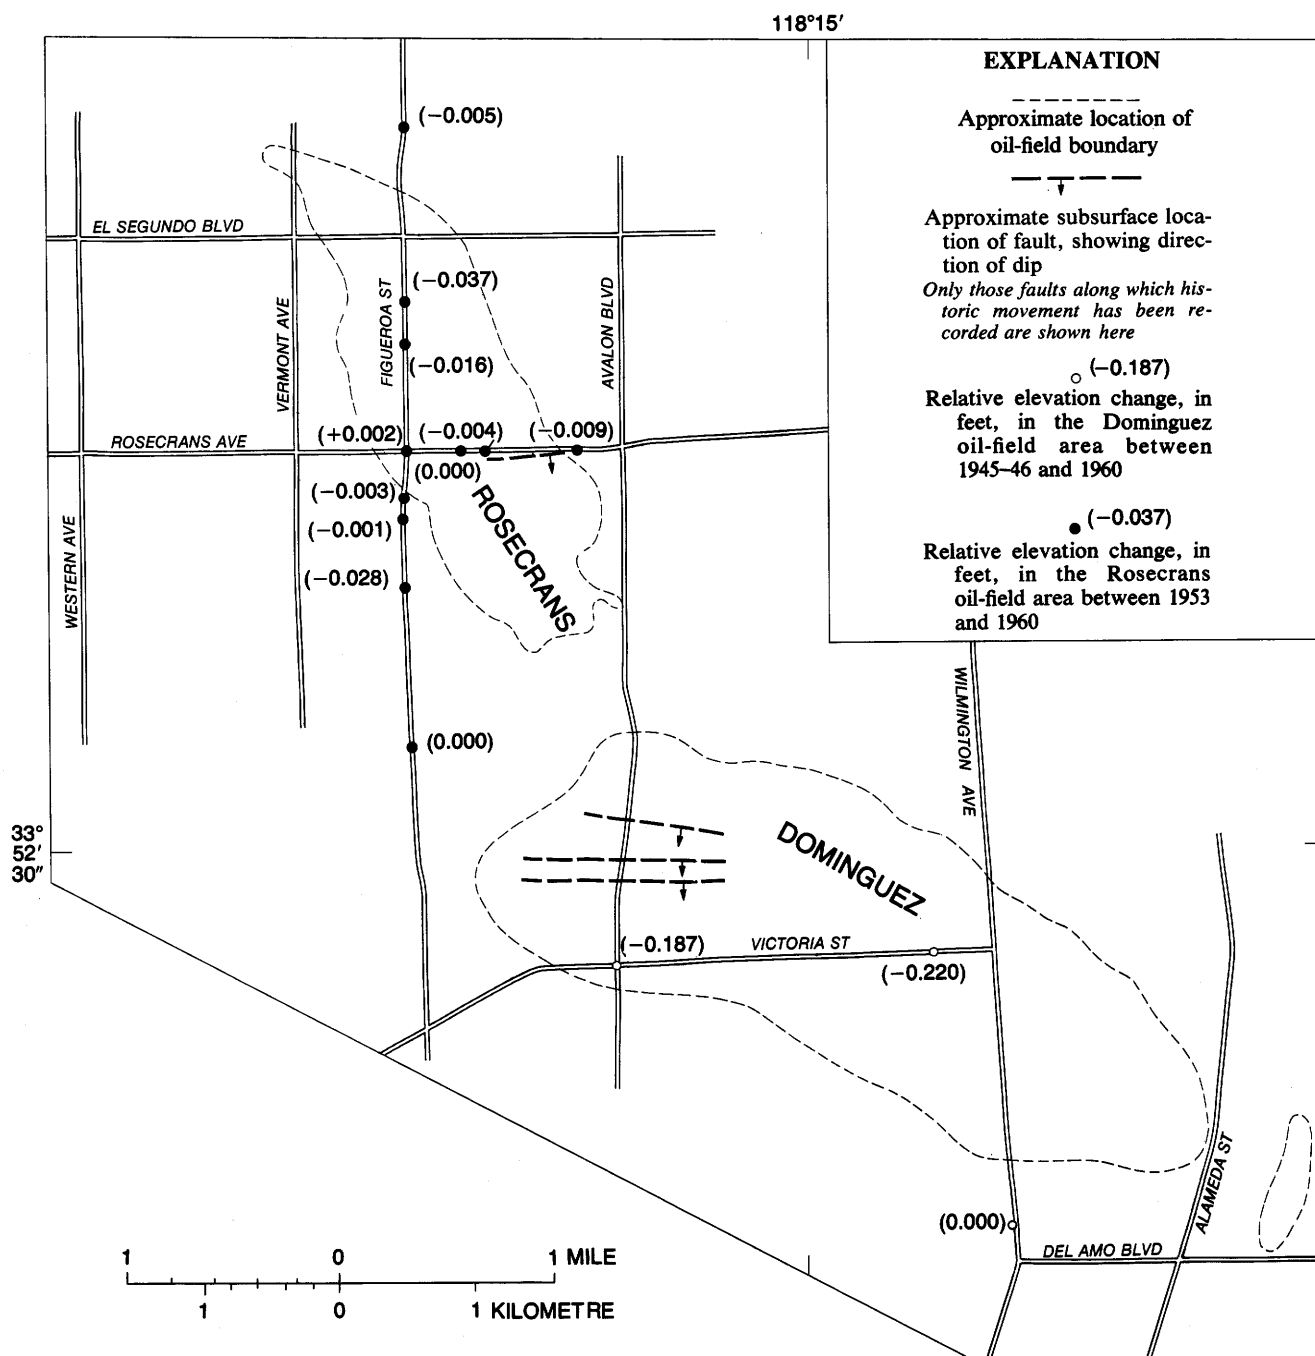 118°15′
EXPLANATION
Approximate location of
oil-field boundary
Approximate subsurface loca-
tion of fault, showing direc-
tion of dip
Only those faults along which his-
toric movement has been re-
corded are shown here
(−0.187)
Relative elevation change, in
feet, in the Dominguez
oil-field area between
1945–46 and 1960
(−0.037)
Relative elevation change, in
feet, in the Rosecrans
oil-field area between 1953
and 1960
(−0.005)
EL SEGUNDO BLVD
(−0.037)
VERMONT AVE
FIGUEROA ST
AVALON BLVD
(−0.016)
ROSECRANS AVE
(+0.002)
(−0.004)
(−0.009)
(0.000)
(−0.003)
(−0.001)
(−0.028)
WESTERN AVE
ROSECRANS
(0.000)
WILMINGTON AVE
33°
52′
30″
DOMINGUEZ
(−0.187)
VICTORIA ST
(−0.220)
(0.000)
ALAMEDA ST
DEL AMO BLVD
1 0 1 MILE
1 0 1 KILOMETRE